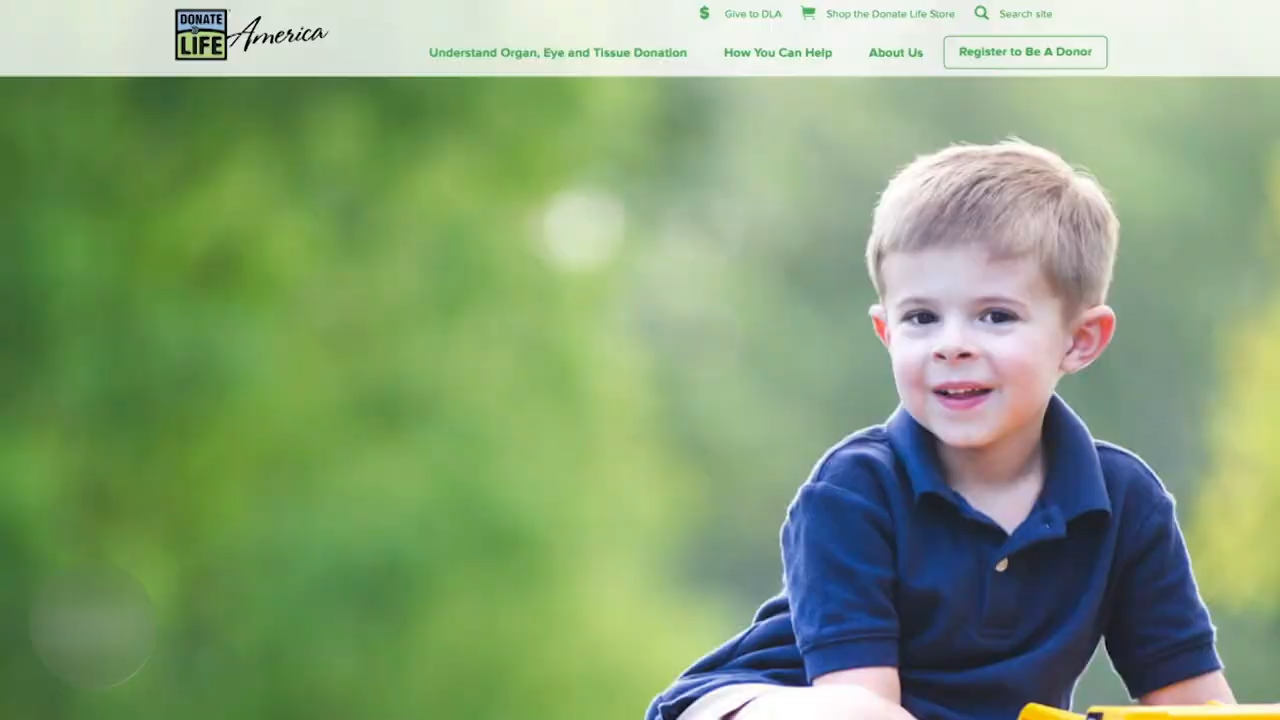 DONATE
LIFE
America
Give to DLA
Shop the Donate Life Store
Search site
Understand Organ, Eye and Tissue Donation
How You Can Help
About Us
Register to Be A Donor